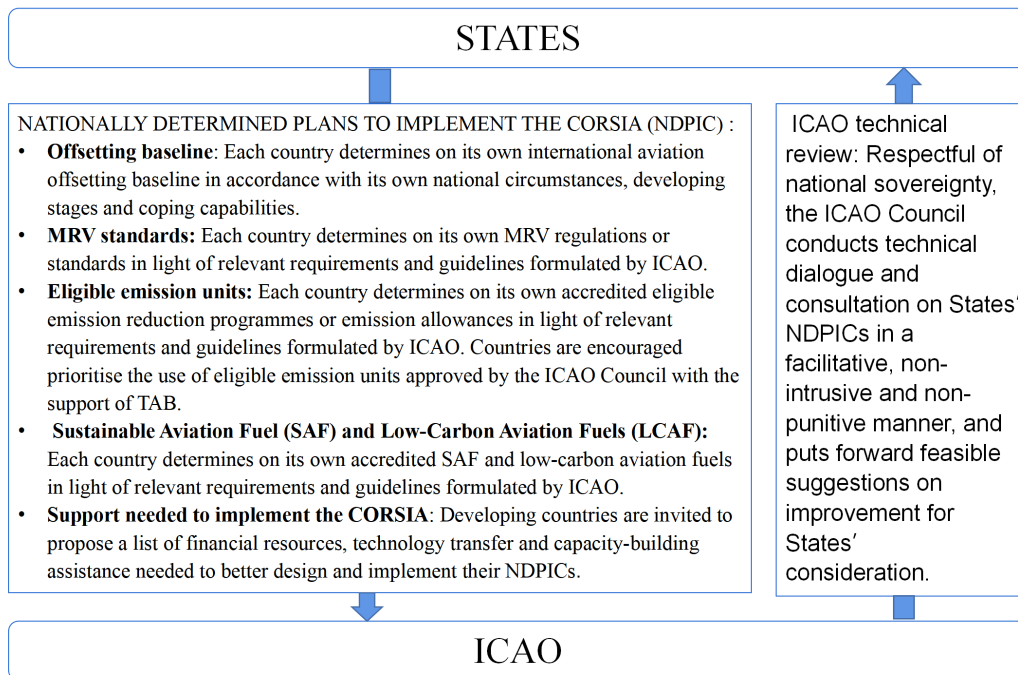 STATES
NATIONALLY DETERMINED PLANS TO IMPLEMENT THE CORSIA (NDPIC) :
• Offsetting baseline: Each country determines on its own international aviation
offsetting baseline in accordance with its own national circumstances, developing
stages and coping capabilities.
• MRV standards: Each country determines on its own MRV regulations or
standards in light of relevant requirements and guidelines formulated by ICAO.
• Eligible emission units: Each country determines on its own accredited eligible
emission reduction programmes or emission allowances in light of relevant
requirements and guidelines formulated by ICAO. Countries are encouraged
prioritise the use of eligible emission units approved by the ICAO Council with the
support of TAB.
• Sustainable Aviation Fuel (SAF) and Low-Carbon Aviation Fuels (LCAF):
Each country determines on its own accredited SAF and low-carbon aviation fuels
in light of relevant requirements and guidelines formulated by ICAO.
• Support needed to implement the CORSIA: Developing countries are invited to
propose a list of financial resources, technology transfer and capacity-building
assistance needed to better design and implement their NDPICs.
ICAO technical
review: Respectful of
national sovereignty,
the ICAO Council
conducts technical
dialogue and
consultation on States’
NDPICs in a
facilitative, non-
intrusive and non-
punitive manner, and
puts forward feasible
suggestions on
improvement for
States’
consideration.
ICAO